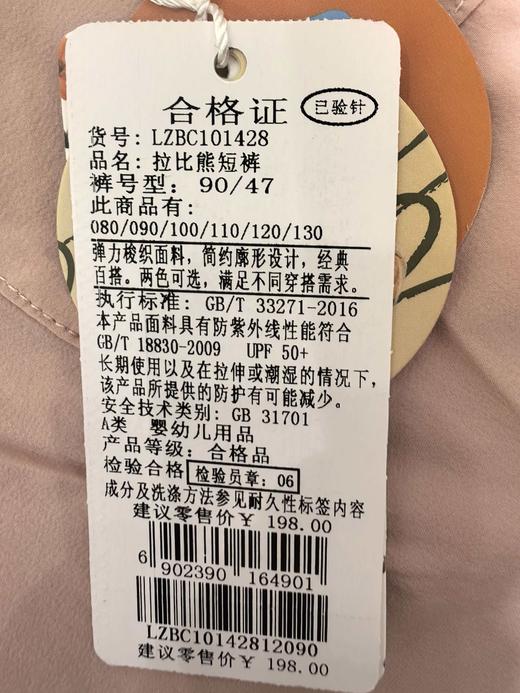 合格证
已验针
货号: LZBC101428
品名: 拉比熊短裤
裤号型: 90/47
此商品有:
080/090/100/110/120/130
弹力梭织面料，简约廓形设计，经典
百搭。两色可选，满足不同穿搭需求。
执行标准: GB/T 33271-2016
本产品面料具有防紫外线性能符合
GB/T 18830-2009 UPF 50+
长期使用以及在拉伸或潮湿的情况下，
该产品所提供的防护有可能减少。
安全技术类别: GB 31701
A类 婴幼儿用品
产品等级: 合格品
检验合格 检验员章: 06
成分及洗涤方法参见耐久性标签内容
建议零售价￥ 198.00
6 902390 164901
LZBC10142812090
建议零售价￥ 198.00